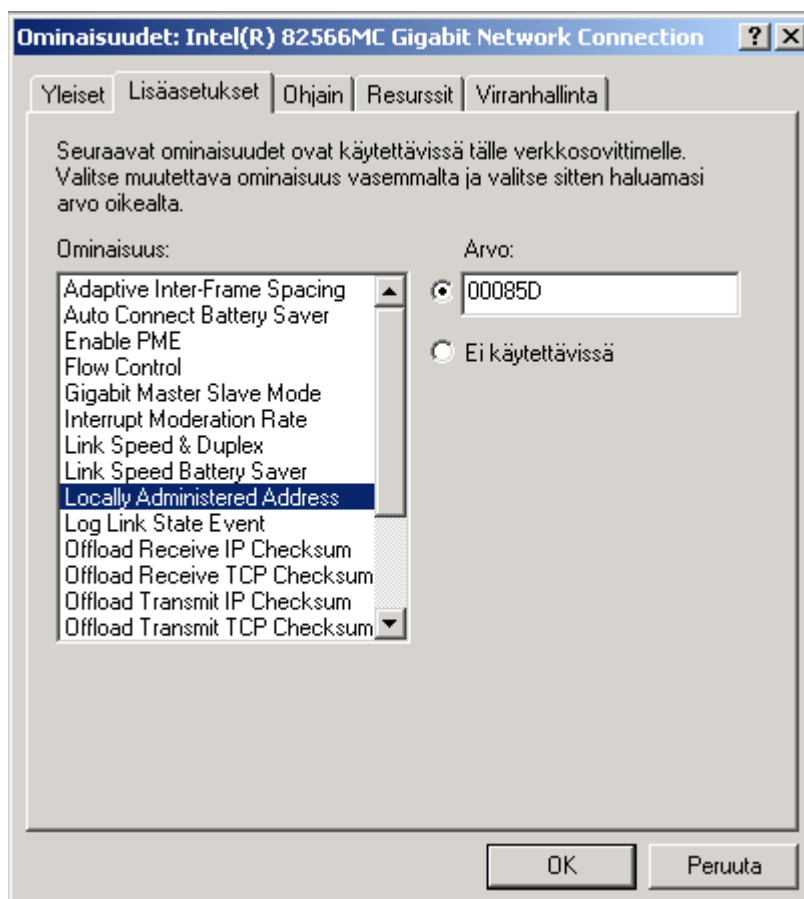 Ominaisuudet: Intel(R) 82566MC Gigabit Network Connection
Yleiset Lisäasetukset Ohjain Resurssit Virranhallinta
Seuraavat ominaisuudet ovat käytettävissä tälle verkkosovittimelle.
Valitse muutettava ominaisuus vasemmalta ja valitse sitten haluamasi
arvo oikealta.
Ominaisuus:
Adaptive Inter-Frame Spacing
Auto Connect Battery Saver
Enable PME
Flow Control
Gigabit Master Slave Mode
Interrupt Moderation Rate
Link Speed & Duplex
Link Speed Battery Saver
Locally Administered Address
Log Link State Event
Offload Receive IP Checksum
Offload Receive TCP Checksum
Offload Transmit IP Checksum
Offload Transmit TCP Checksum
Arvo:
00085D
Ei käytettävissä
OK Peruuta